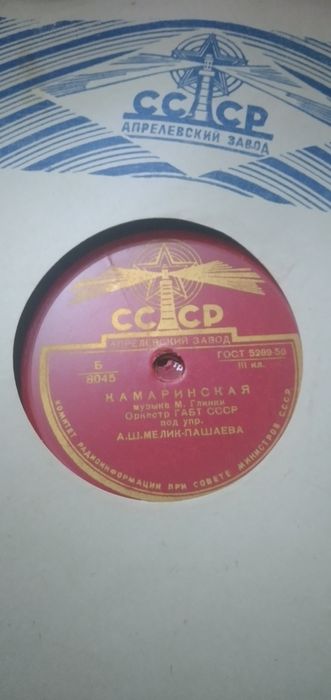 СССР
АПРЕЛЕВСКИЙ ЗАВОД
СССР
АПРЕЛЕВСКИЙ ЗАВОД
Б
8045
ГОСТ 5289-50
III кл.
КАМАРИНСКАЯ
музыка М. Глинки
Оркестр ГАБТ СССР
под упр.
А.Ш.МЕЛИК-ПАШАЕВА
КОМИТЕТ РАДИОИНФОРМАЦИИ ПРИ СОВЕТЕ МИНИСТРОВ СССР